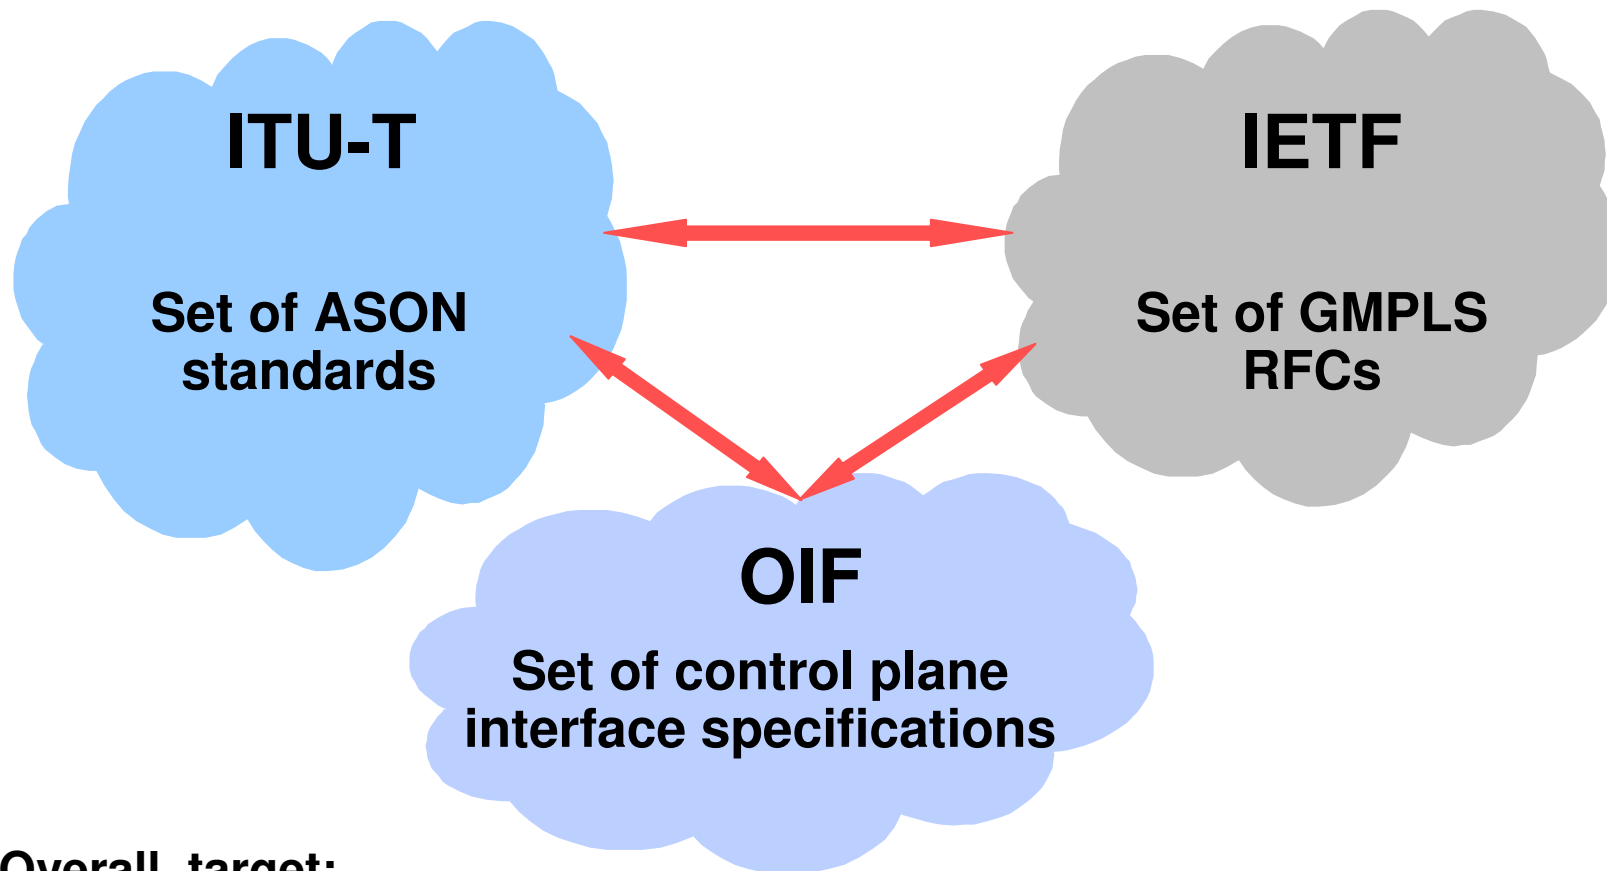 ITU-T
Set of ASON
standards
IETF
Set of GMPLS
RFCs
OIF
Set of control plane
interface specifications
Overall target: